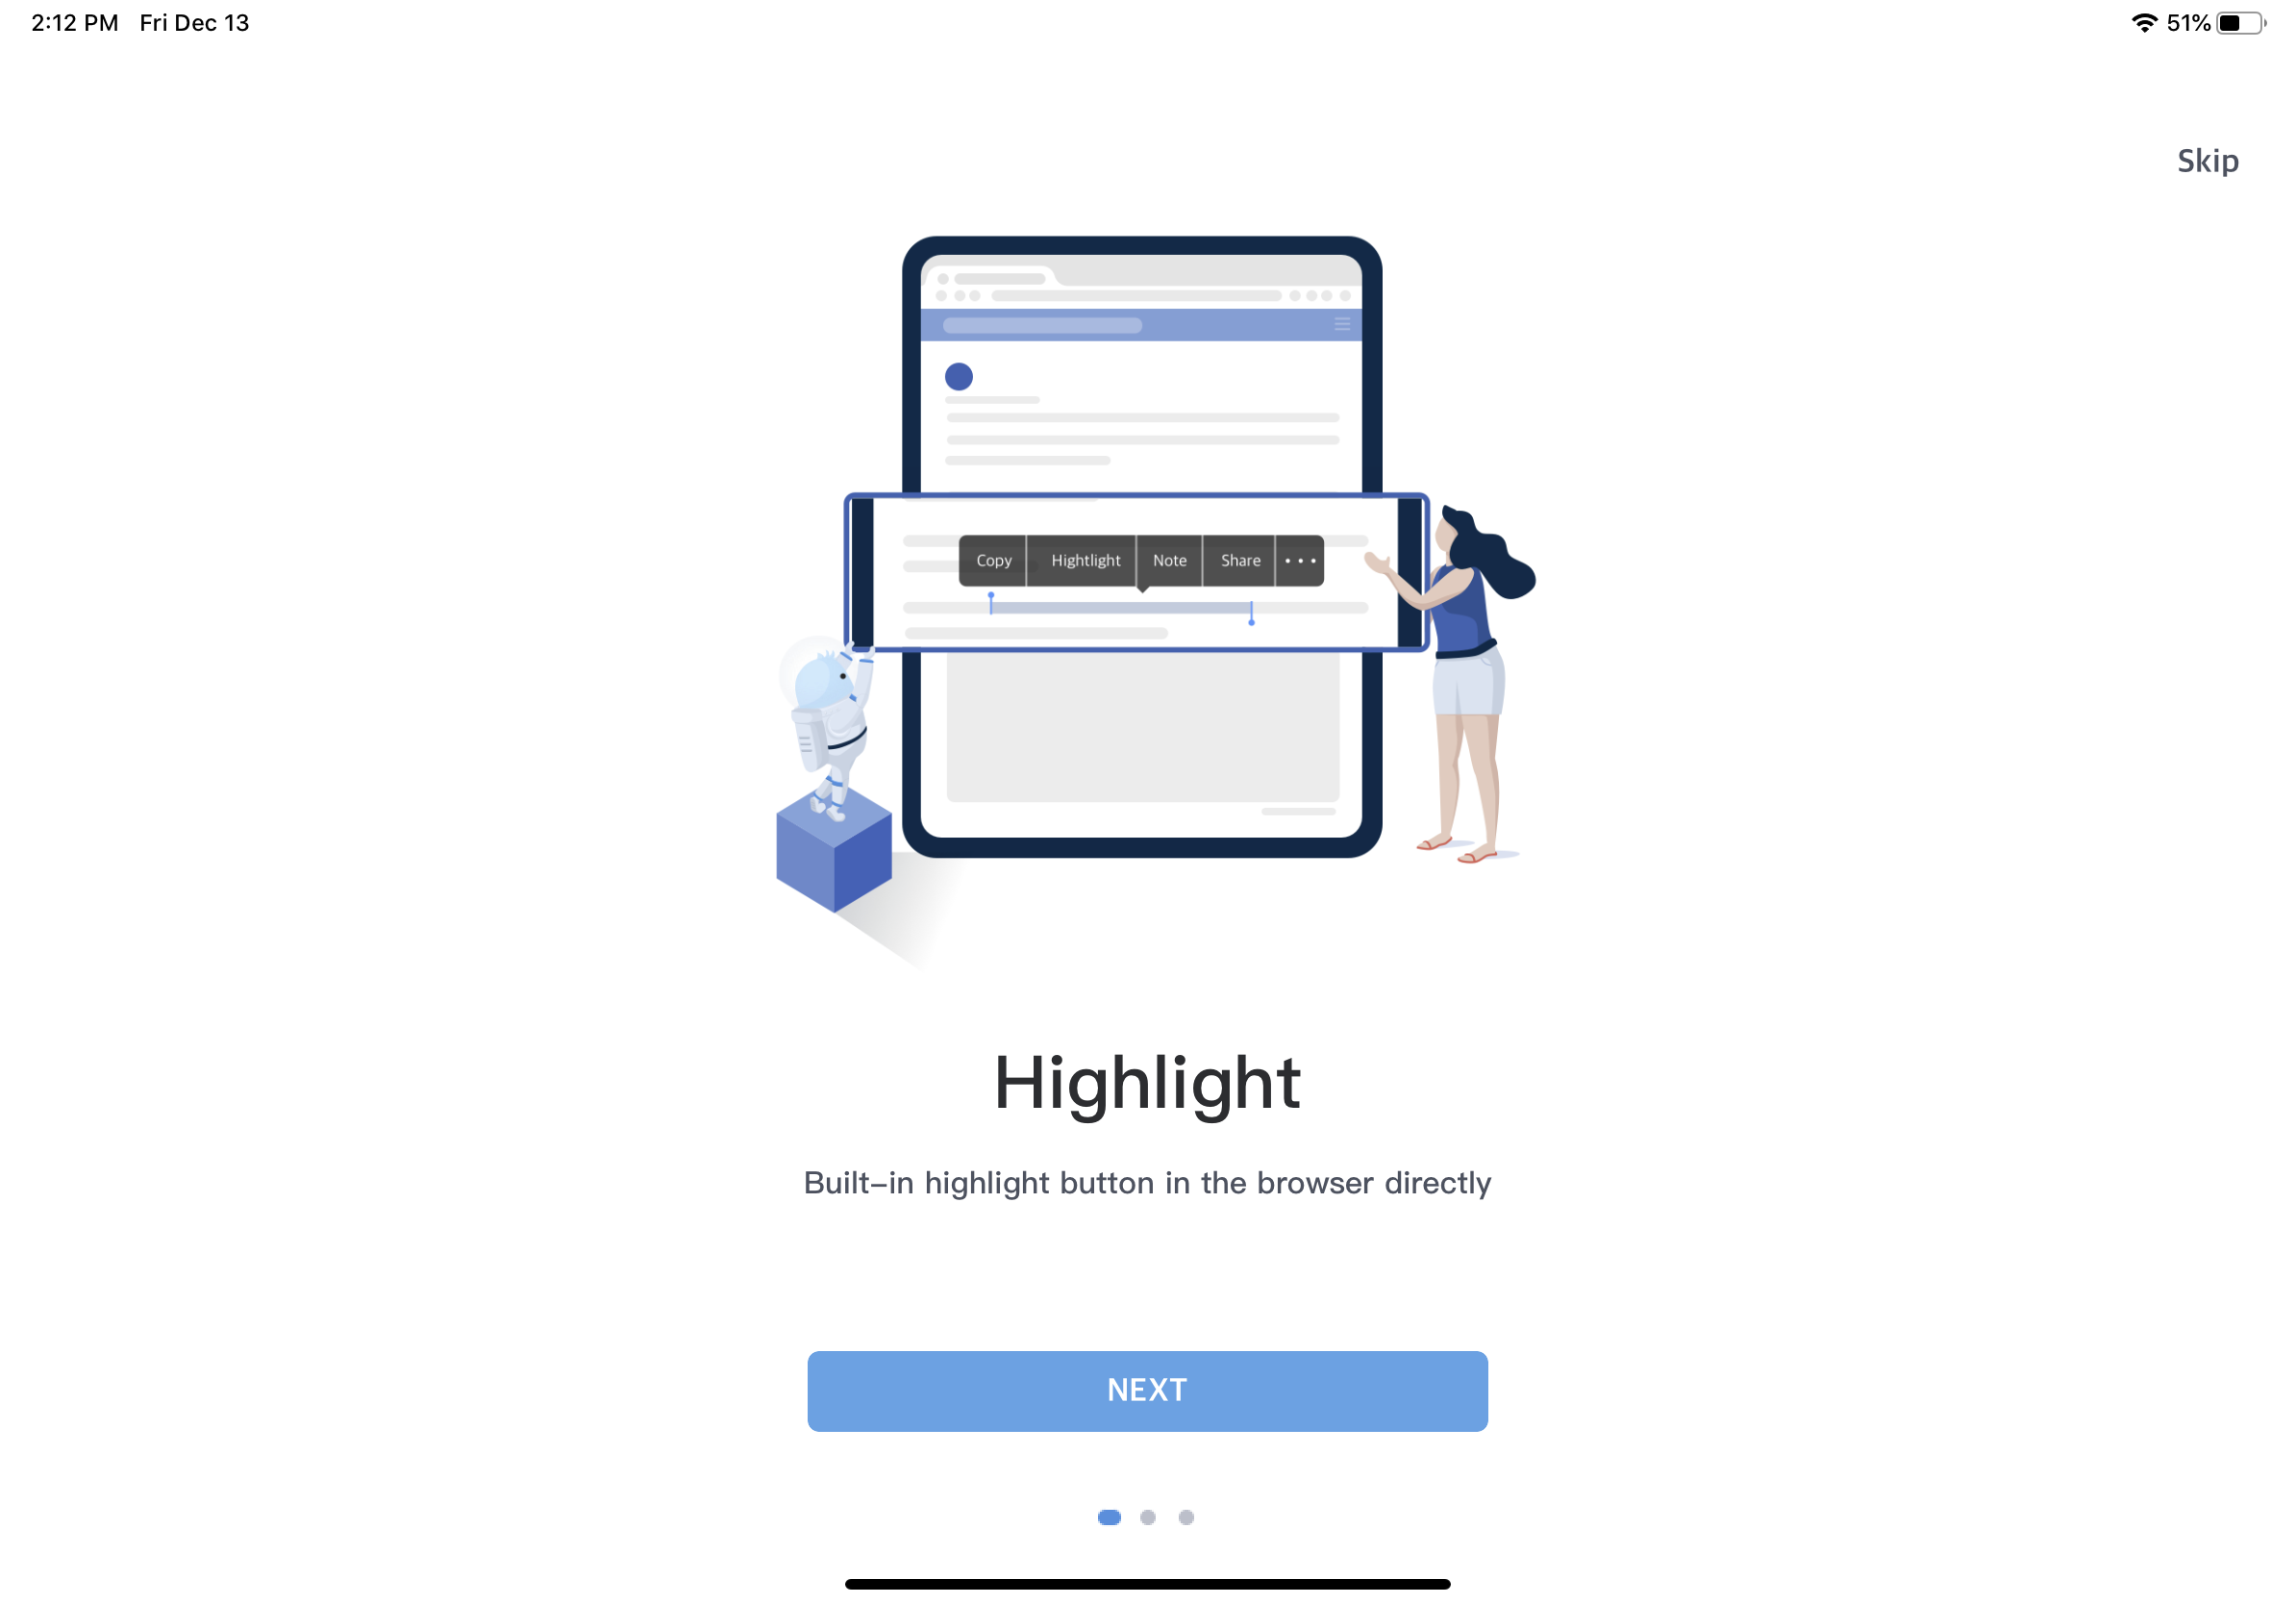 2:12 PM Fri Dec 13 51%
Skip
Copy Hightlight Note Share
Highlight
Built-in highlight button in the browser directly
NEXT